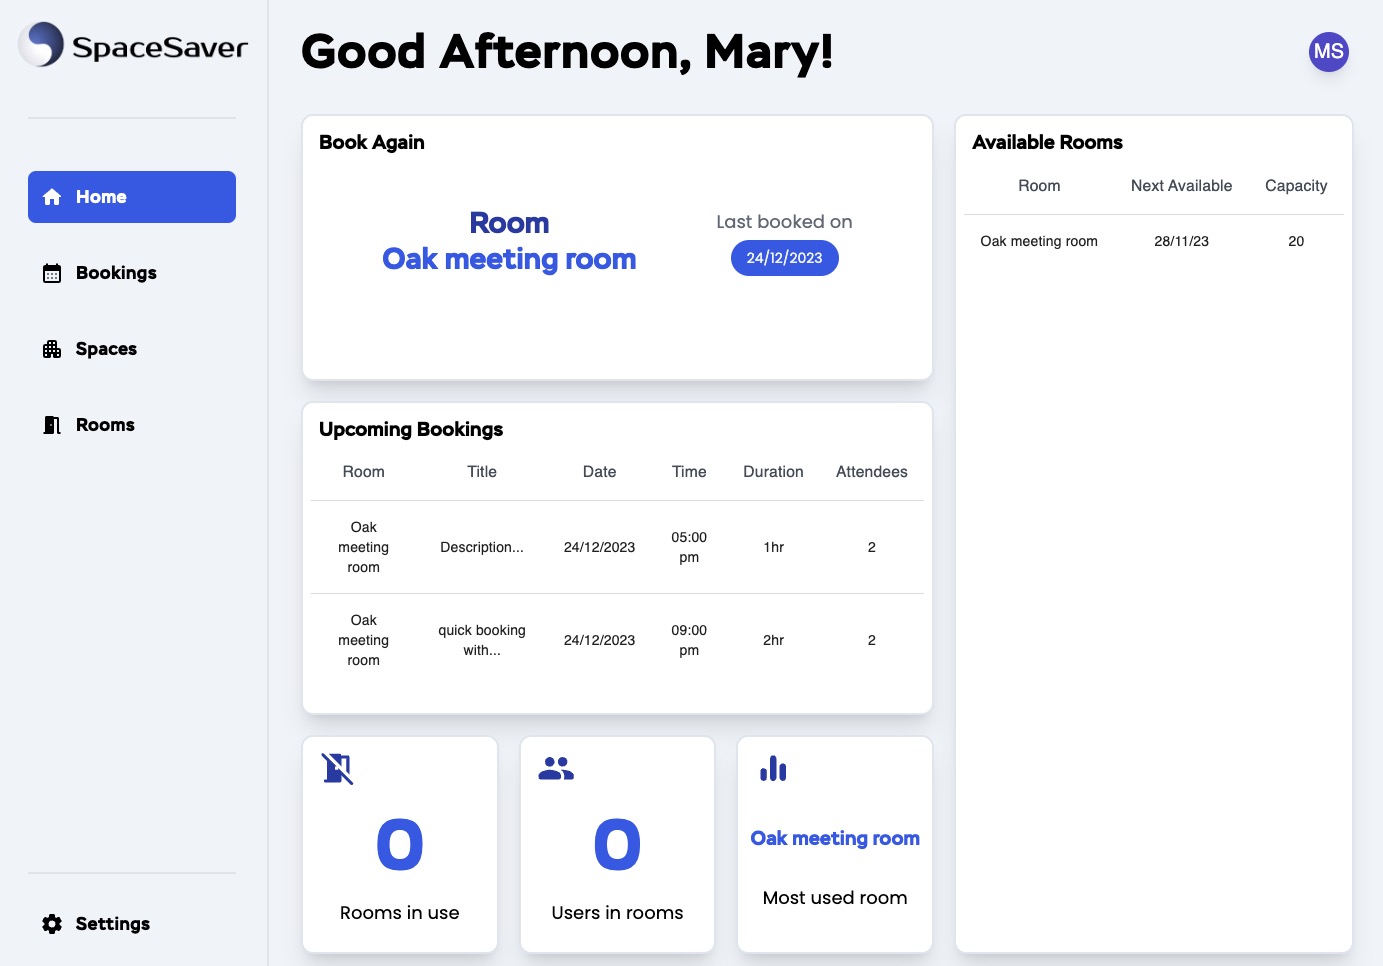 SpaceSaver
Home
Bookings
Spaces
Rooms
Settings
Good Afternoon, Mary!
MS
Book Again
Room
Oak meeting room
Last booked on
24/12/2023
Upcoming Bookings
Room Title Date Time Duration Attendees
Oak meeting room Description... 24/12/2023 05:00 pm 1hr 2
Oak meeting room quick booking with... 24/12/2023 09:00 pm 2hr 2
0
Rooms in use
0
Users in rooms
Oak meeting room
Most used room
Available Rooms
Room Next Available Capacity
Oak meeting room 28/11/23 20